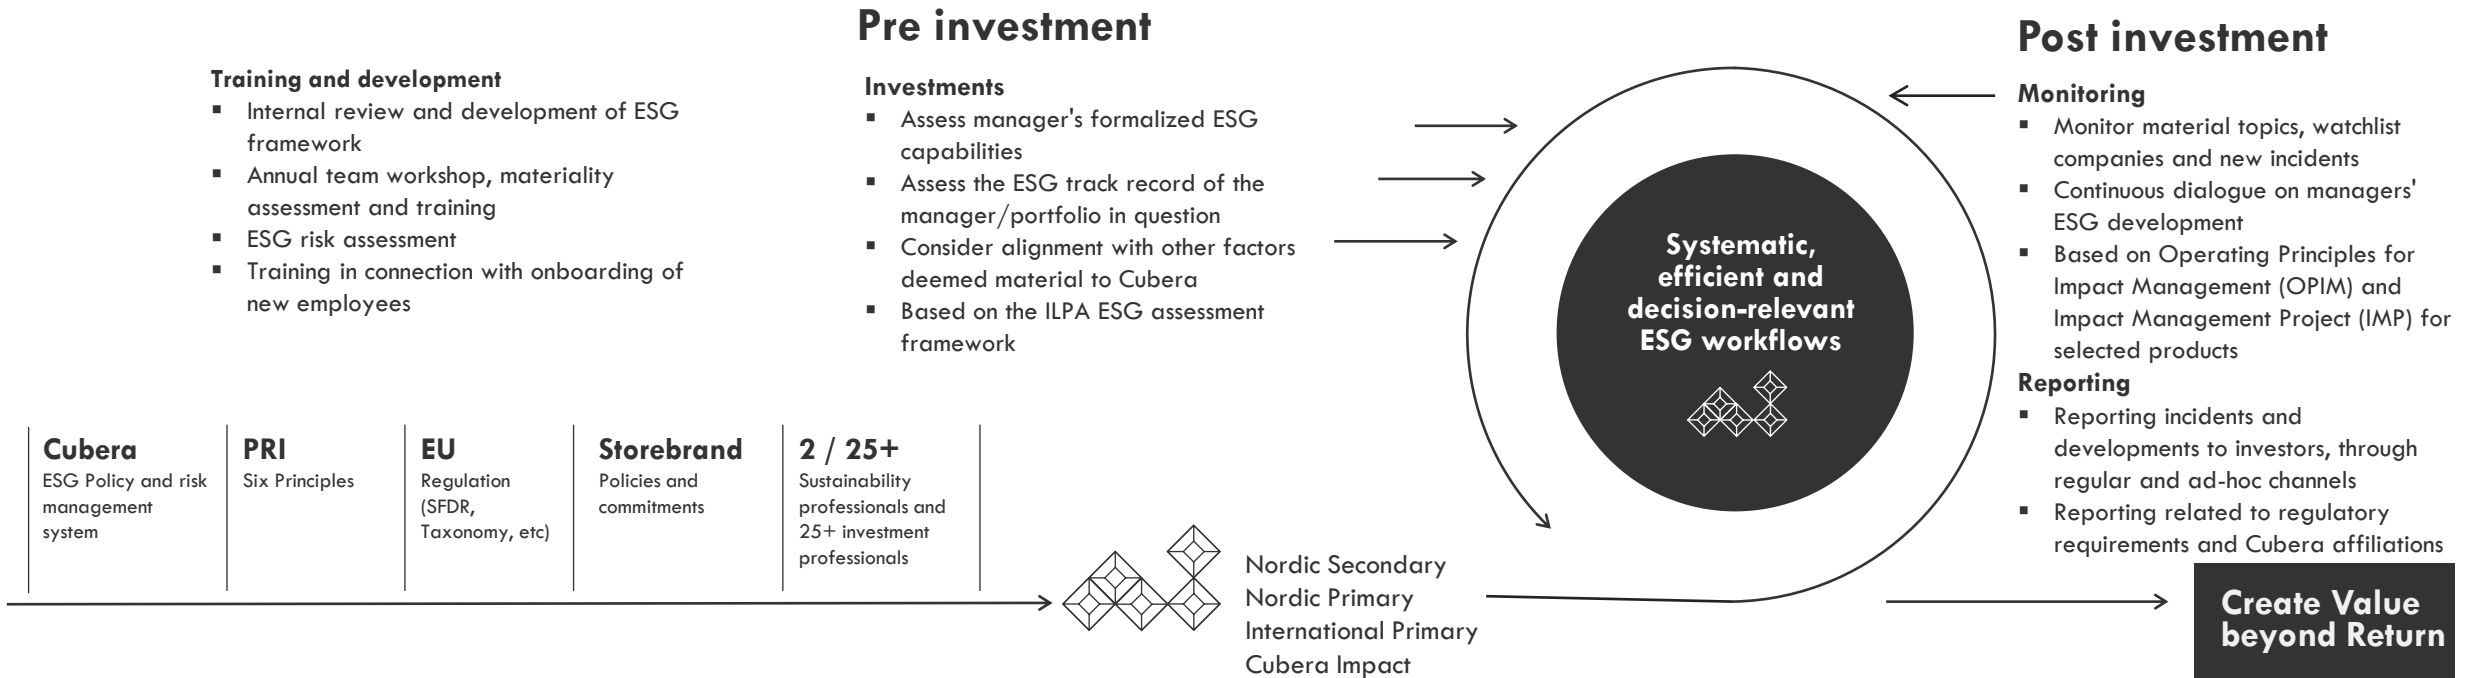 Pre investment
Post investment
Training and development
▪ Internal review and development of ESG
framework
▪ Annual team workshop, materiality
assessment and training
▪ ESG risk assessment
▪ Training in connection with onboarding of
new employees
Investments
▪ Assess manager's formalized ESG
capabilities
▪ Assess the ESG track record of the
manager/portfolio in question
▪ Consider alignment with other factors
deemed material to Cubera
▪ Based on the ILPA ESG assessment
framework
Systematic,
efficient and
decision-relevant
ESG workflows
Monitoring
▪ Monitor material topics, watchlist
companies and new incidents
▪ Continuous dialogue on managers'
ESG development
▪ Based on Operating Principles for
Impact Management (OPIM) and
Impact Management Project (IMP) for
selected products
Reporting
▪ Reporting incidents and
developments to investors, through
regular and ad-hoc channels
▪ Reporting related to regulatory
requirements and Cubera affiliations
Cubera
ESG Policy and risk
management
system
PRI
Six Principles
EU
Regulation
(SFDR,
Taxonomy, etc)
Storebrand
Policies and
commitments
2 / 25+
Sustainability
professionals and
25+ investment
professionals
Nordic Secondary
Nordic Primary
International Primary
Cubera Impact
Create Value
beyond Return